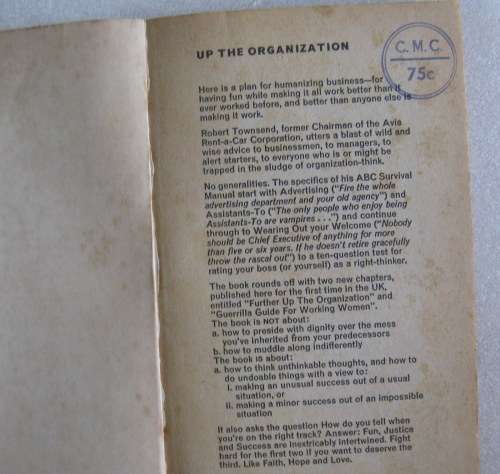 UP THE ORGANIZATION
C. M. C.
75c
Here is a plan for humanizing business—for
having fun while making it all work better than it
ever worked before, and better than anyone else is
making it work.
Robert Townsend, former Chairmen of the Avis
Rent-a-Car Corporation, utters a blast of wild and
wise advice to businessmen, to managers, to
alert starters, to everyone who is or might be
trapped in the sludge of organization-think.
No generalities. The specifics of his ABC Survival
Manual start with Advertising ("Fire the whole
advertising department and your old agency") and
Assistants-To ("The only people who enjoy being
Assistants-To are vampires . . .") and continue
through to Wearing Out your Welcome ("Nobody
should be Chief Executive of anything for more
than five or six years. If he doesn't retire gracefully
throw the rascal out") to a ten-question test for
rating your boss (or yourself) as a right-thinker.
The book rounds off with two new chapters,
published here for the first time in the UK,
entitled "Further Up The Organization" and
"Guerrilla Guide For Working Women".
The book is NOT about:
a. how to preside with dignity over the mess
you've inherited from your predecessors
b. how to muddle along indifferently
The book IS about:
a. how to think unthinkable thoughts, and how to
do undoable things with a view to:
i. making an unusual success out of a usual
situation, or
ii. making a minor success out of an impossible
situation
It also asks the question How do you tell when
you're on the right track? Answer: Fun, Justice
and Success are inextricably intertwined. Fight
hard for the first two if you want to deserve the
third. Like Faith, Hope and Love.